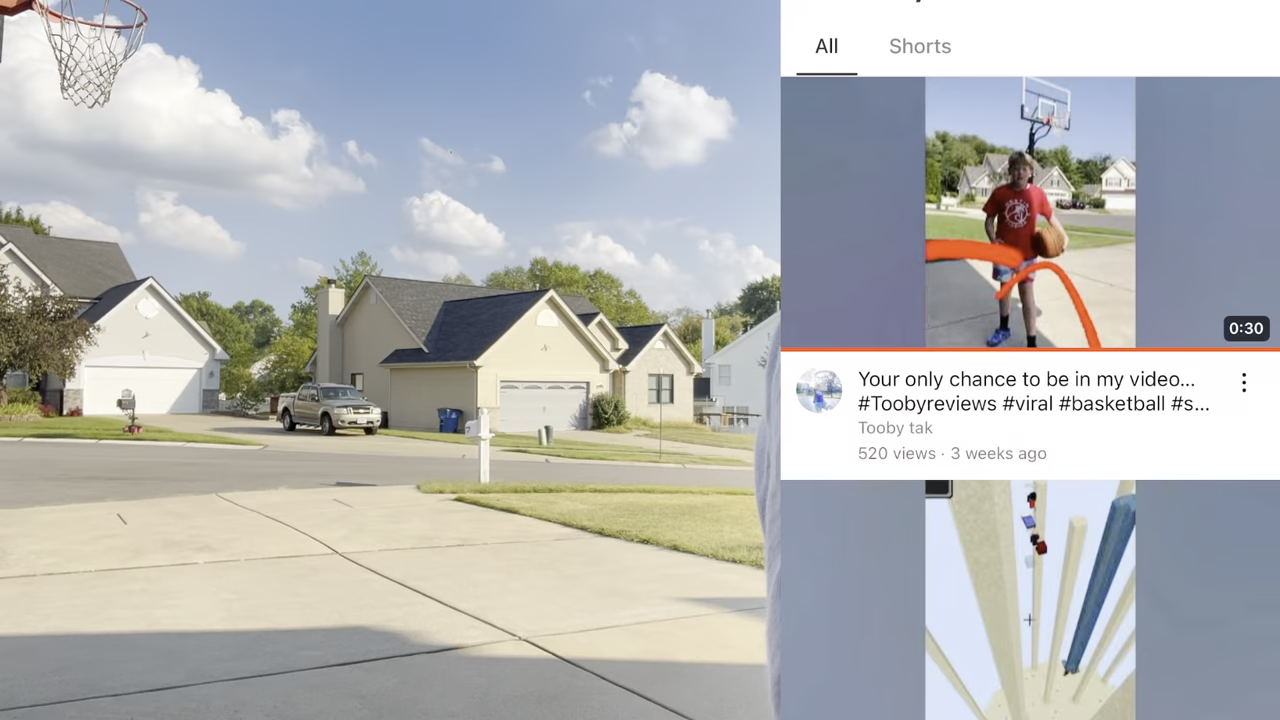 All
Shorts
0:30
Your only chance to be in my video...
#Toobyreviews #viral #basketball #s...
Tooby tak
520 views · 3 weeks ago